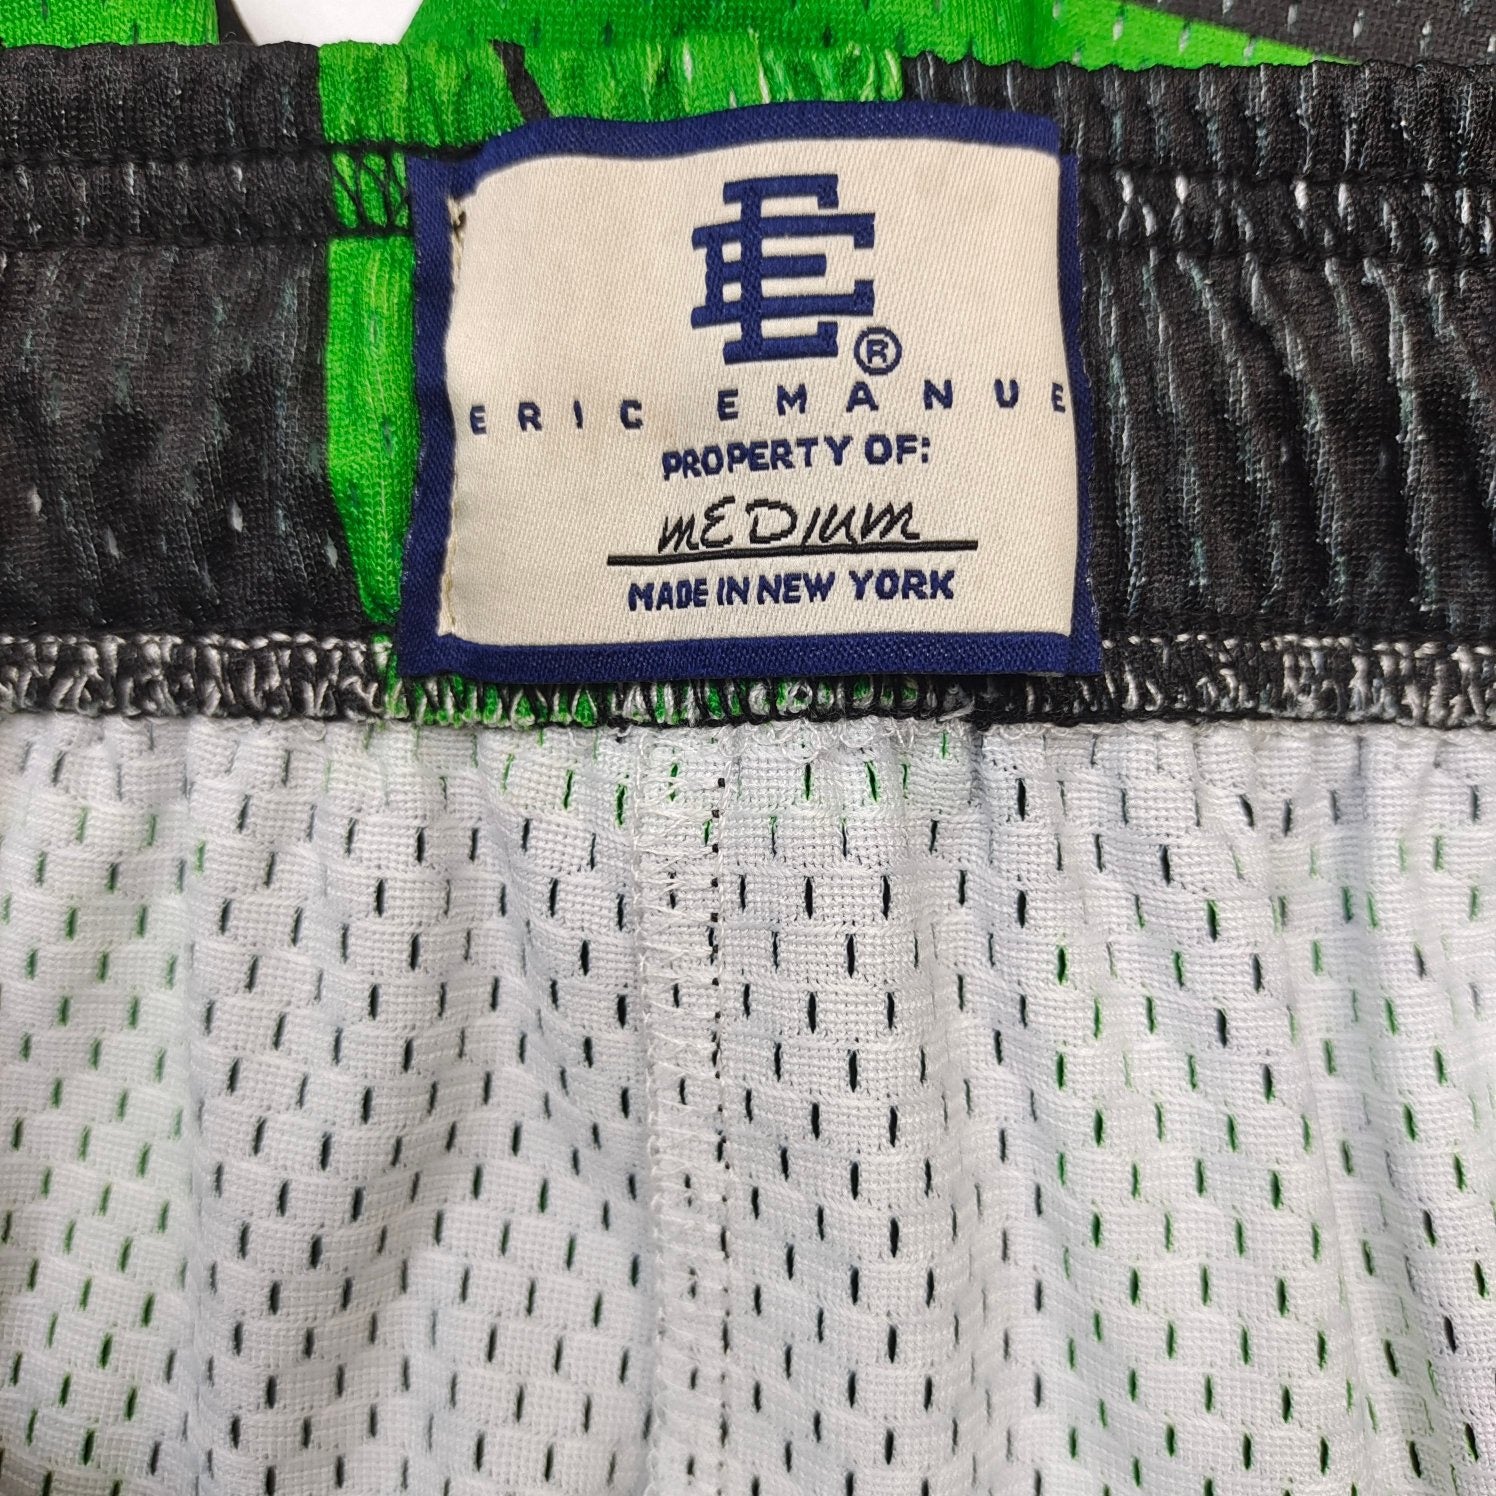 EE®
ERIC EMANUE
PROPERTY OF:
mEDIUm
MADE IN NEW YORK